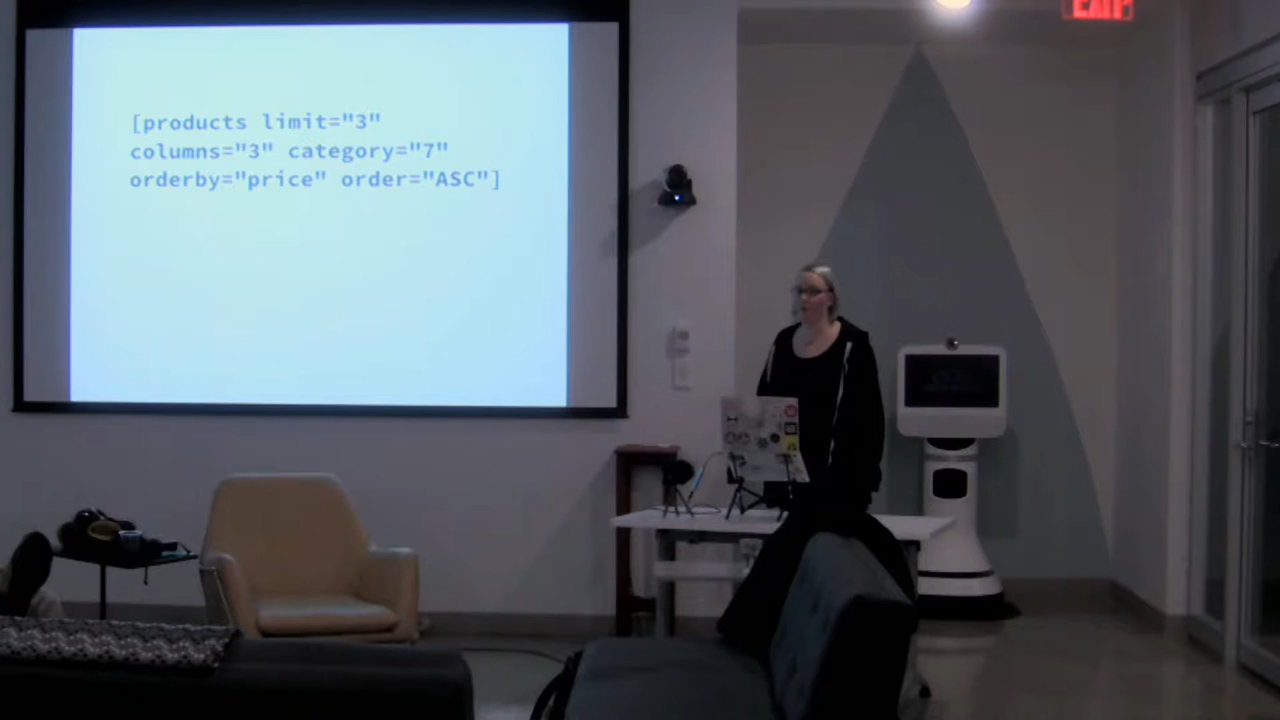 [products limit="3"
columns="3" category="7"
orderby="price" order="ASC"]
EXIT